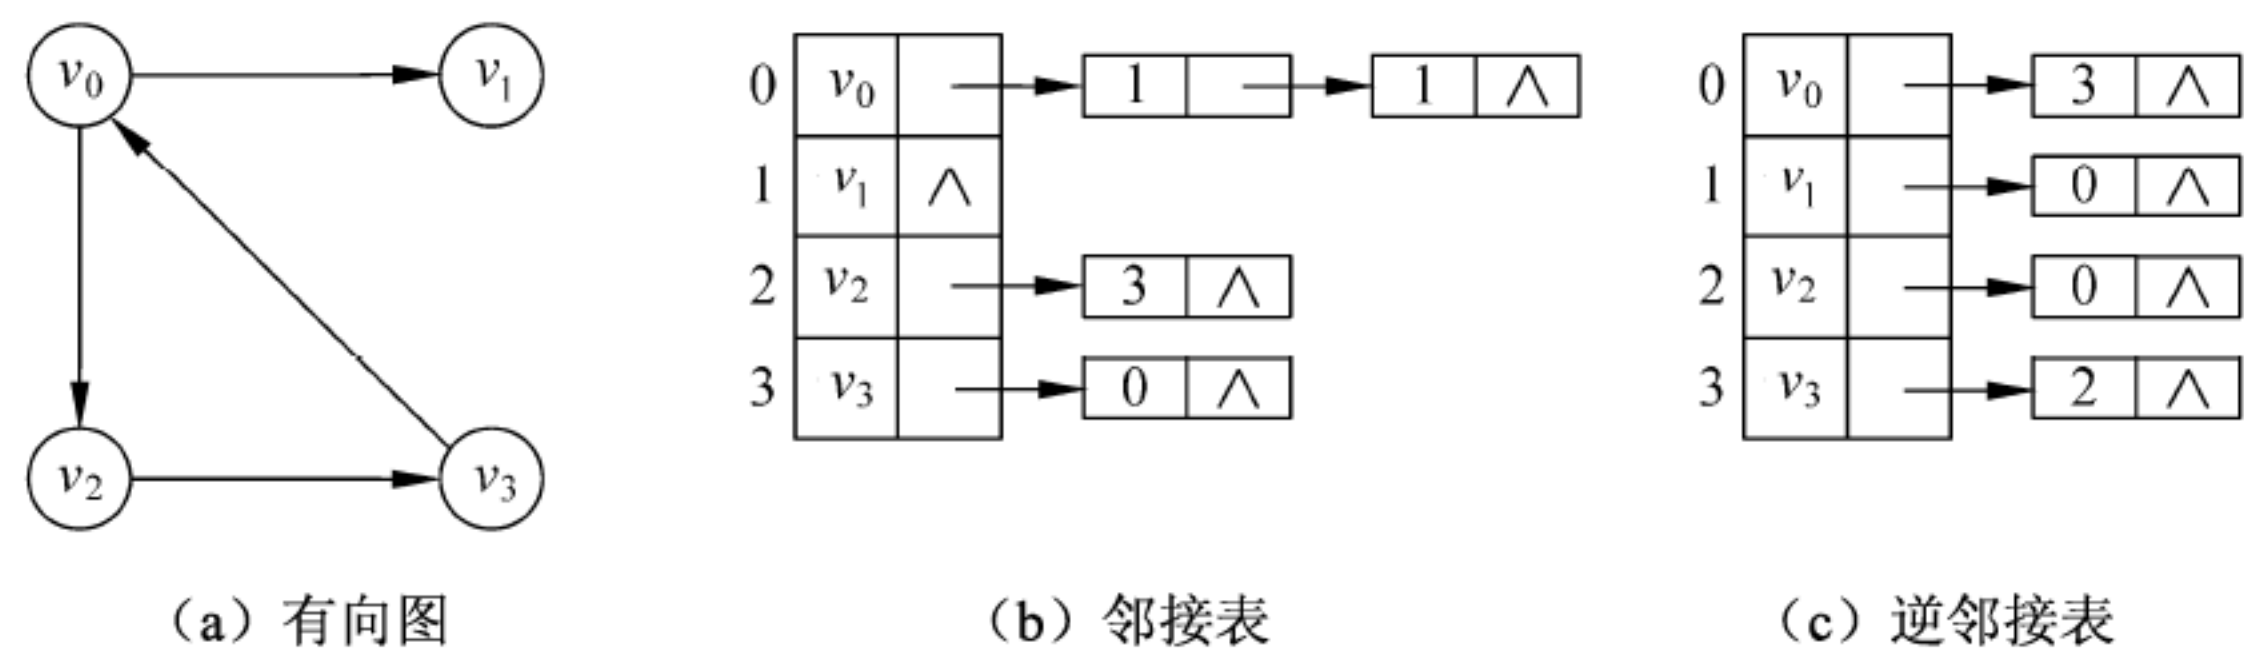 v₀ v₁ 0 v₀ 1 1 ∧ 0 v₀ 3 ∧
1 v₁ ∧ 1 v₁ 0 ∧
2 v₂ 3 ∧ 2 v₂ 0 ∧
v₂ v₃ 3 v₃ 0 ∧ 3 v₃ 2 ∧
（a）有向图 （b）邻接表 （c）逆邻接表